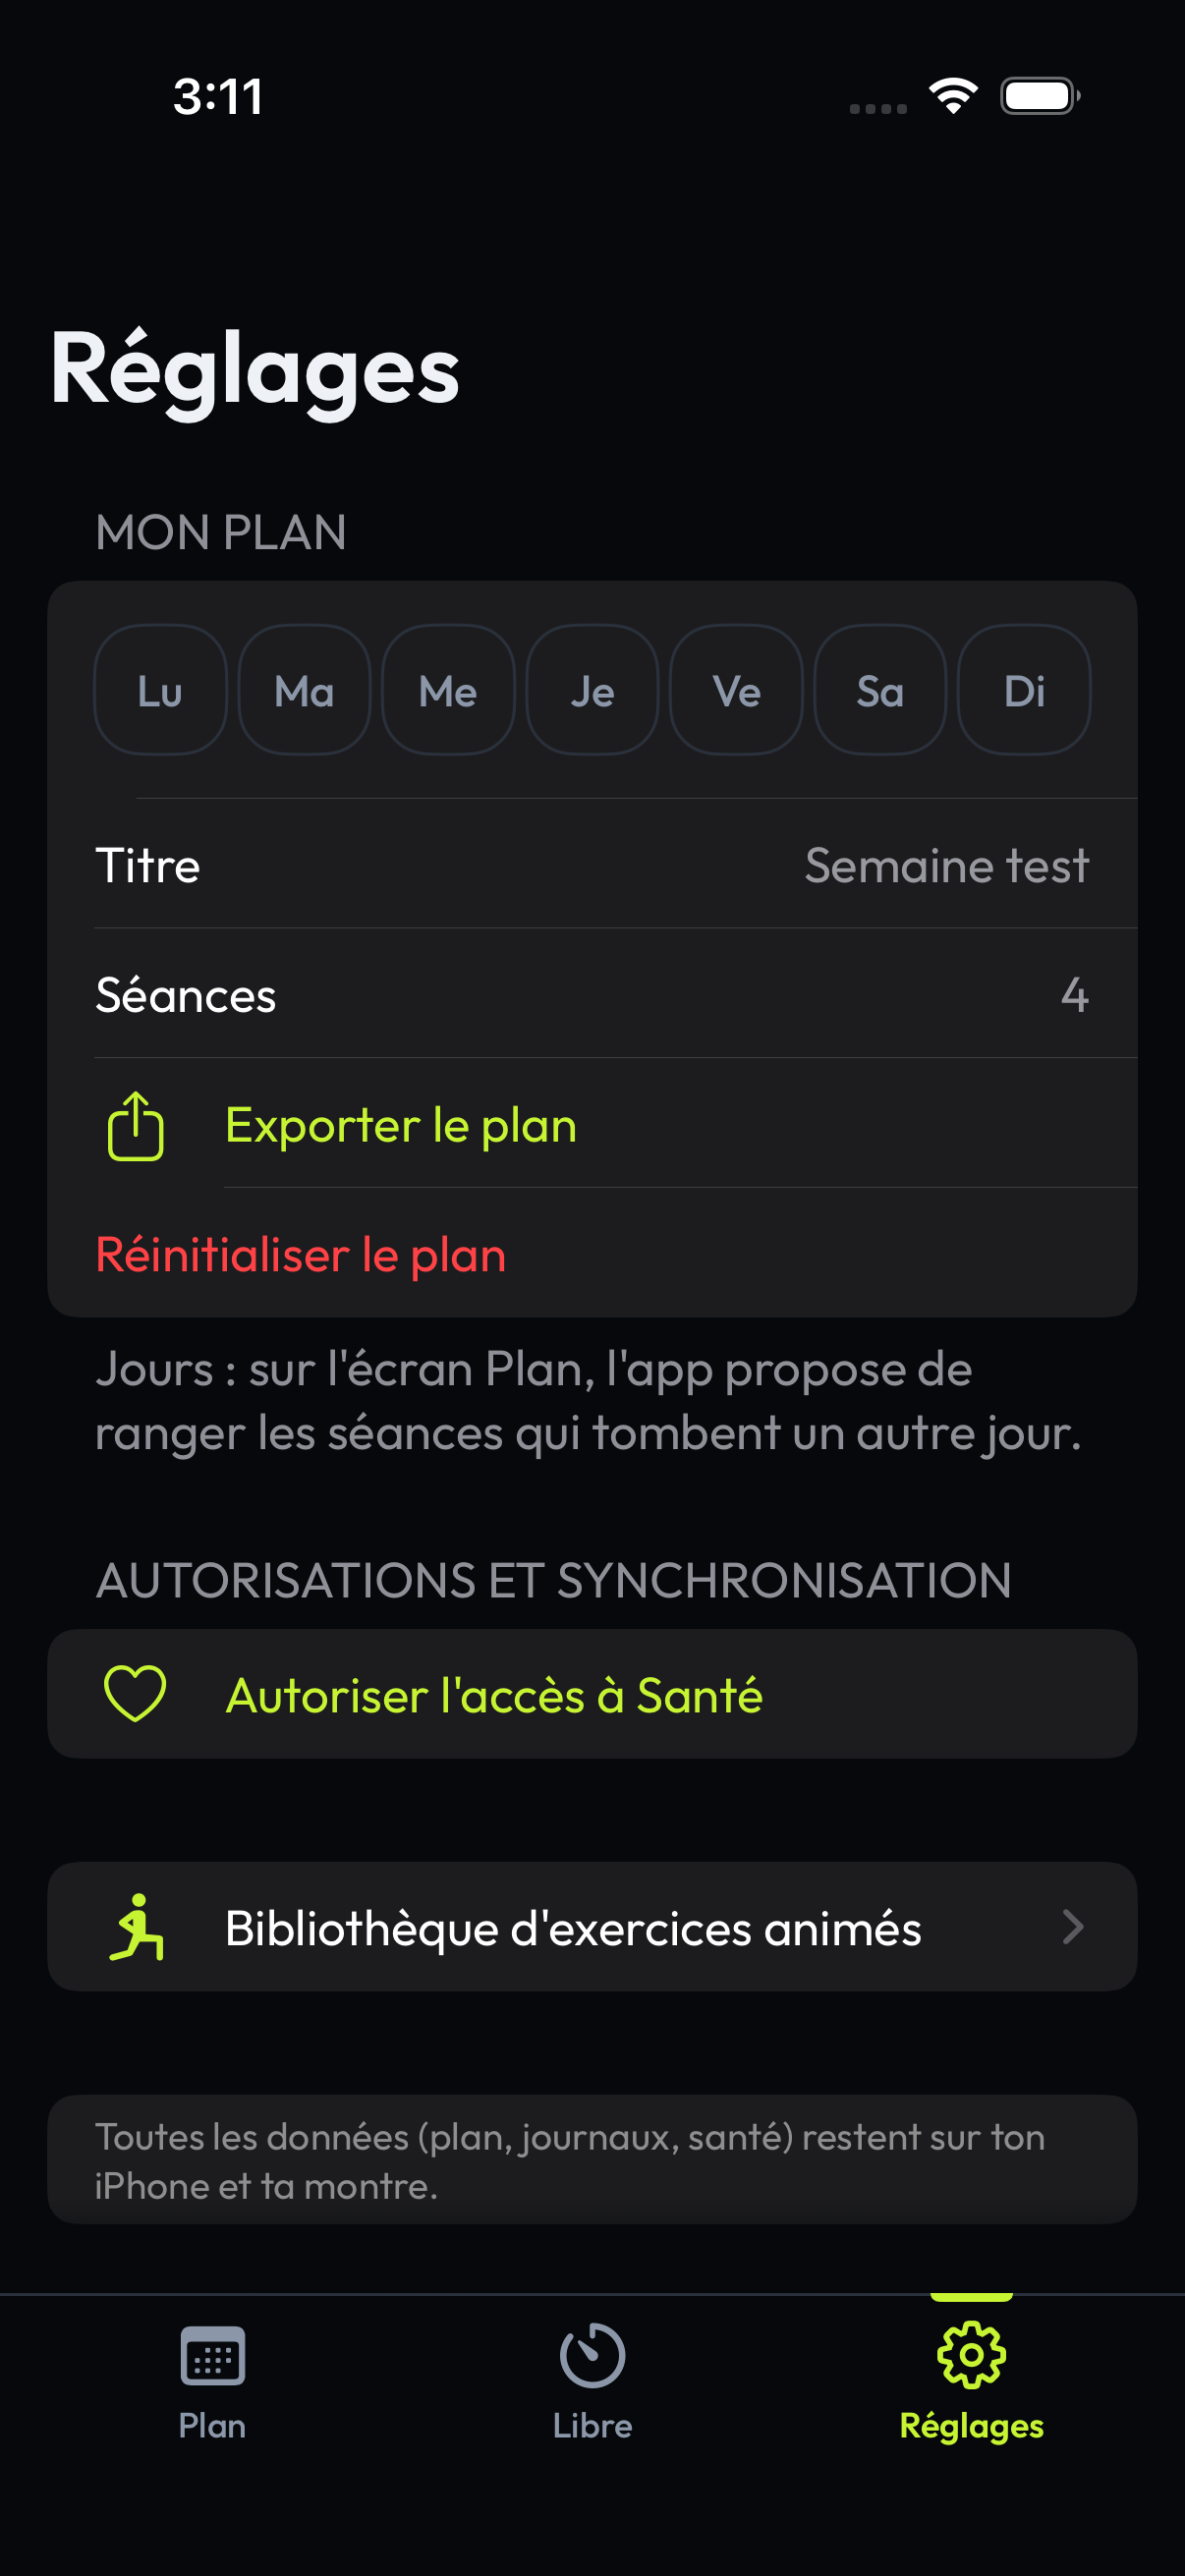 3:11
Réglages
MON PLAN
Lu Ma Me Je Ve Sa Di
Titre Semaine test
Séances 4
Exporter le plan
Réinitialiser le plan
Jours : sur l'écran Plan, l'app propose de
ranger les séances qui tombent un autre jour.
AUTORISATIONS ET SYNCHRONISATION
Autoriser l'accès à Santé
Bibliothèque d'exercices animés
Toutes les données (plan, journaux, santé) restent sur ton
iPhone et ta montre.
Plan Libre Réglages